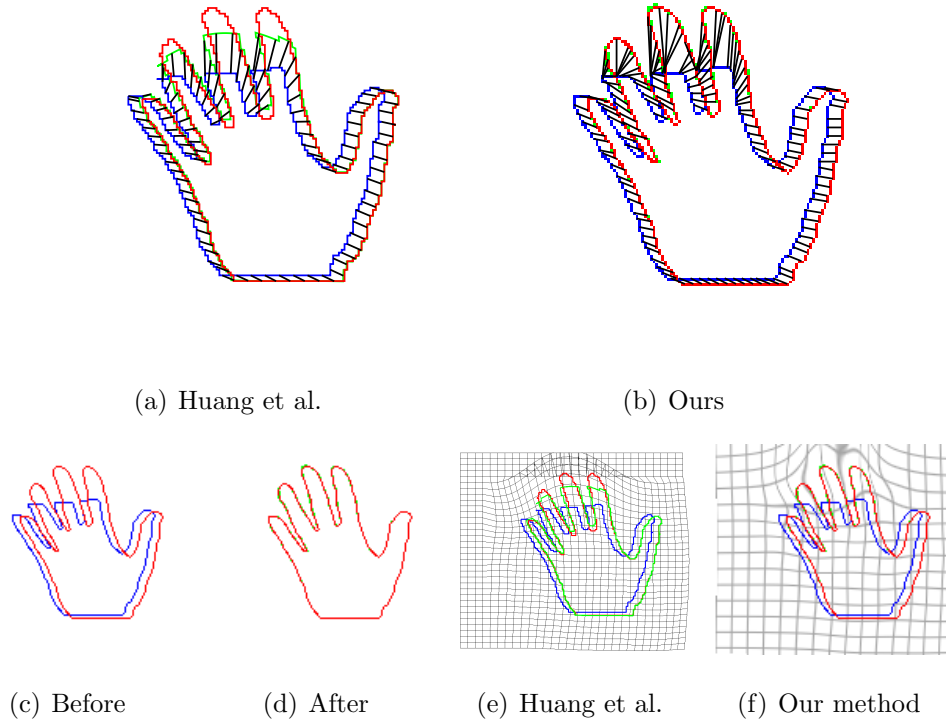 (a) Huang et al.
(b) Ours
(c) Before
(d) After
(e) Huang et al.
(f) Our method